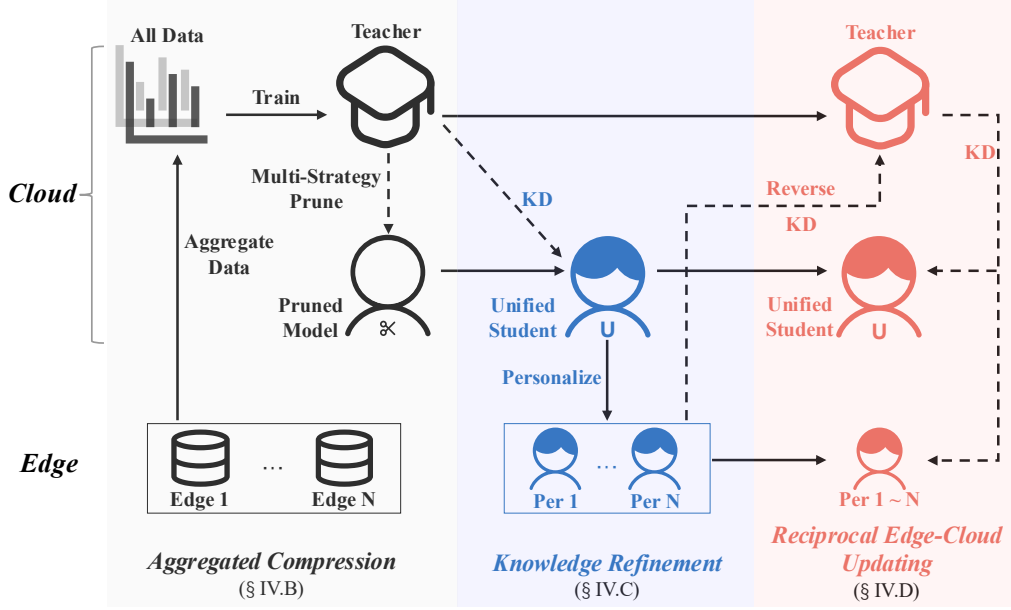 All Data
Train
Teacher
Multi-Strategy
Prune
Aggregate
Data
Pruned
Model
Cloud
Edge
Edge 1
...
Edge N
Aggregated Compression
(§ IV.B)
KD
Unified
Student
U
Personalize
Per 1
...
Per N
Knowledge Refinement
(§ IV.C)
Teacher
KD
Reverse
KD
Unified
Student
U
Per 1 ~ N
Reciprocal Edge-Cloud
Updating
(§ IV.D)